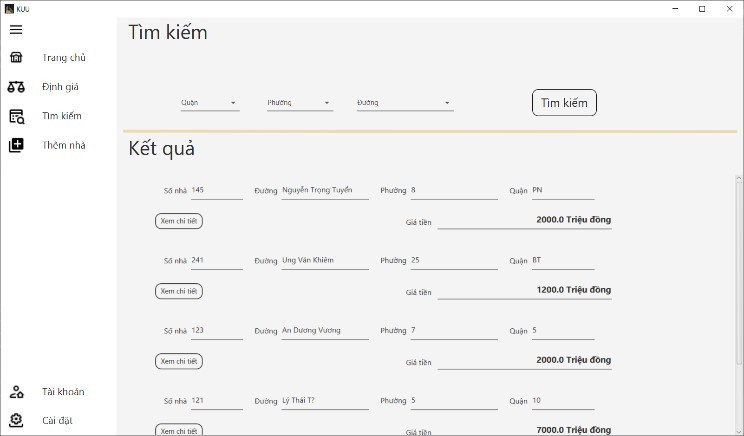 KUU
Trang chủ
Định giá
Tìm kiếm
Thêm nhà
Tài khoản
Cài đặt
Tìm kiếm
Quận Phường Đường Tìm kiếm
Kết quả
Số nhà 145 Đường Nguyễn Trọng Tuyển Phường 8 Quận PN
Xem chi tiết Giá tiền 2000.0 Triệu đồng
Số nhà 241 Đường Ung Văn Khiêm Phường 25 Quận BT
Xem chi tiết Giá tiền 1200.0 Triệu đồng
Số nhà 123 Đường An Dương Vương Phường 7 Quận 5
Xem chi tiết Giá tiền 2000.0 Triệu đồng
Số nhà 121 Đường Lý Thái T? Phường 5 Quận 10
Xem chi tiết Giá tiền 7000.0 Triệu đồng